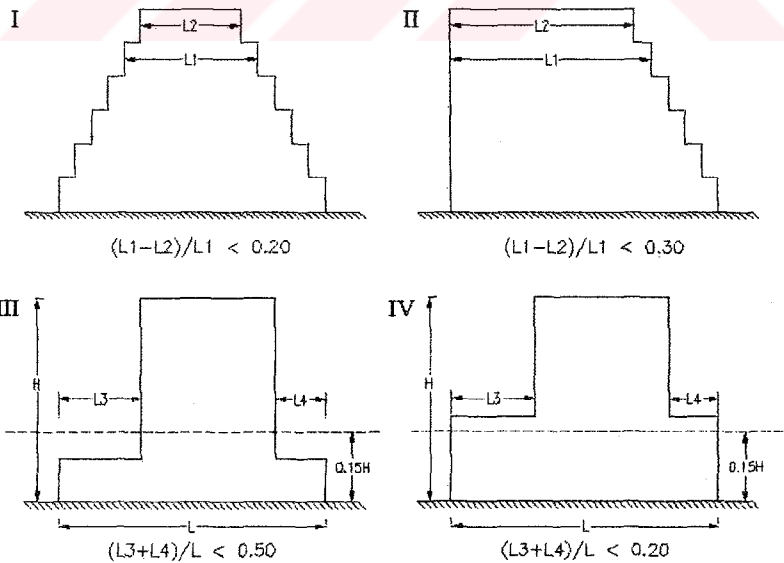 I
L2
L1
(L1-L2)/L1 < 0.20
II
L2
L1
(L1-L2)/L1 < 0.30
III
H
L3
L4
0.15H
L
(L3+L4)/L < 0.50
IV
H
L3
L4
0.15H
L
(L3+L4)/L < 0.20